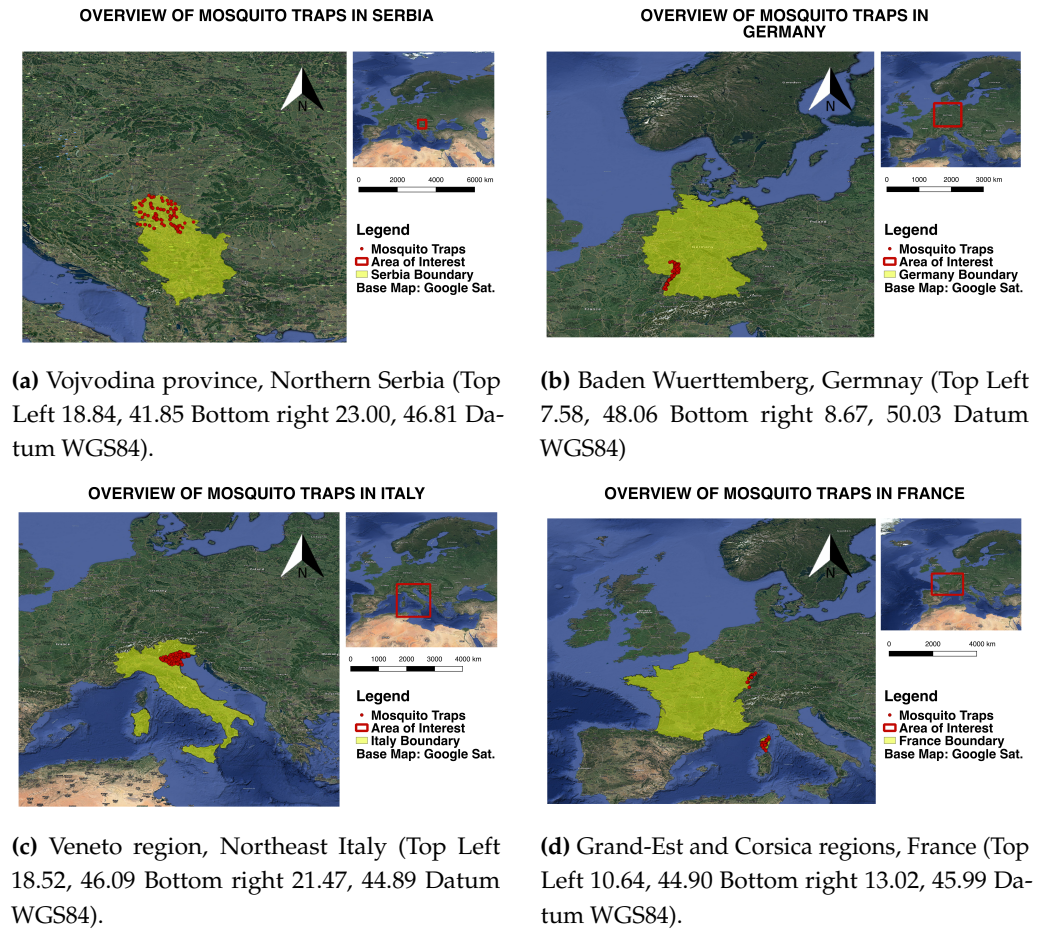 OVERVIEW OF MOSQUITO TRAPS IN SERBIA
N
0 2000 4000 6000 km
Legend
Mosquito Traps
Area of Interest
Serbia Boundary
Base Map: Google Sat.
(a) Vojvodina province, Northern Serbia (Top
Left 18.84, 41.85 Bottom right 23.00, 46.81 Da-
tum WGS84).
OVERVIEW OF MOSQUITO TRAPS IN
GERMANY
N
0 1000 2000 3000 km
Legend
Mosquito Traps
Area of Interest
Germany Boundary
Base Map: Google Sat.
(b) Baden Wuerttemberg, Germnay (Top Left
7.58, 48.06 Bottom right 8.67, 50.03 Datum
WGS84)
OVERVIEW OF MOSQUITO TRAPS IN ITALY
N
0 1000 2000 3000 4000 km
Legend
Mosquito Traps
Area of Interest
Italy Boundary
Base Map: Google Sat.
(c) Veneto region, Northeast Italy (Top Left
18.52, 46.09 Bottom right 21.47, 44.89 Datum
WGS84).
OVERVIEW OF MOSQUITO TRAPS IN FRANCE
N
0 2000 4000 km
Legend
Mosquito Traps
Area of Interest
France Boundary
Base Map: Google Sat.
(d) Grand-Est and Corsica regions, France (Top
Left 10.64, 44.90 Bottom right 13.02, 45.99 Da-
tum WGS84).